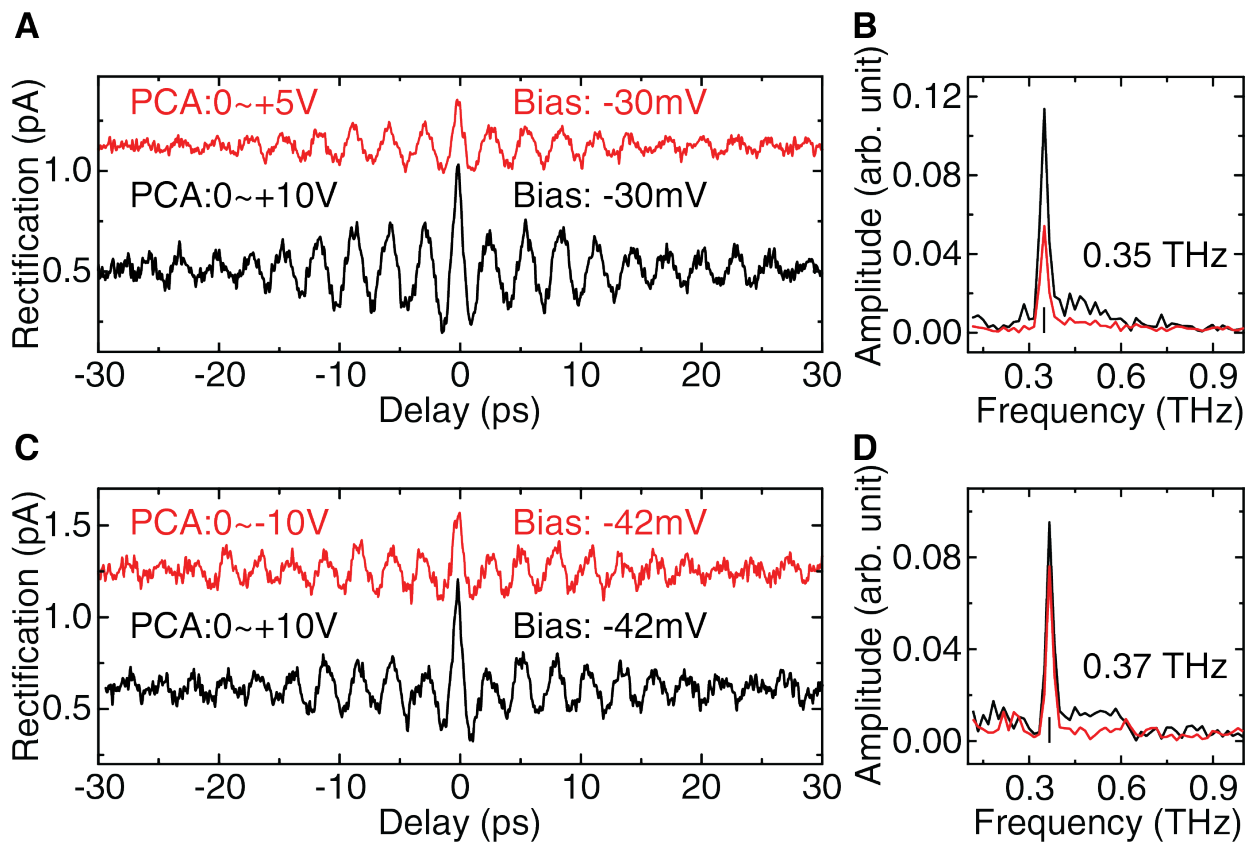 A
Rectification (pA)
1.0
0.5
PCA:0~+5V
Bias: -30mV
PCA:0~+10V
Bias: -30mV
-30
-20
-10
0
10
20
30
Delay (ps)
B
Amplitude (arb. unit)
0.12
0.08
0.04
0.00
0.35 THz
0.3
0.6
0.9
Frequency (THz)
C
Rectification (pA)
1.5
1.0
0.5
PCA:0~-10V
Bias: -42mV
PCA:0~+10V
Bias: -42mV
-30
-20
-10
0
10
20
30
Delay (ps)
D
Amplitude (arb. unit)
0.08
0.04
0.00
0.37 THz
0.3
0.6
0.9
Frequency (THz)